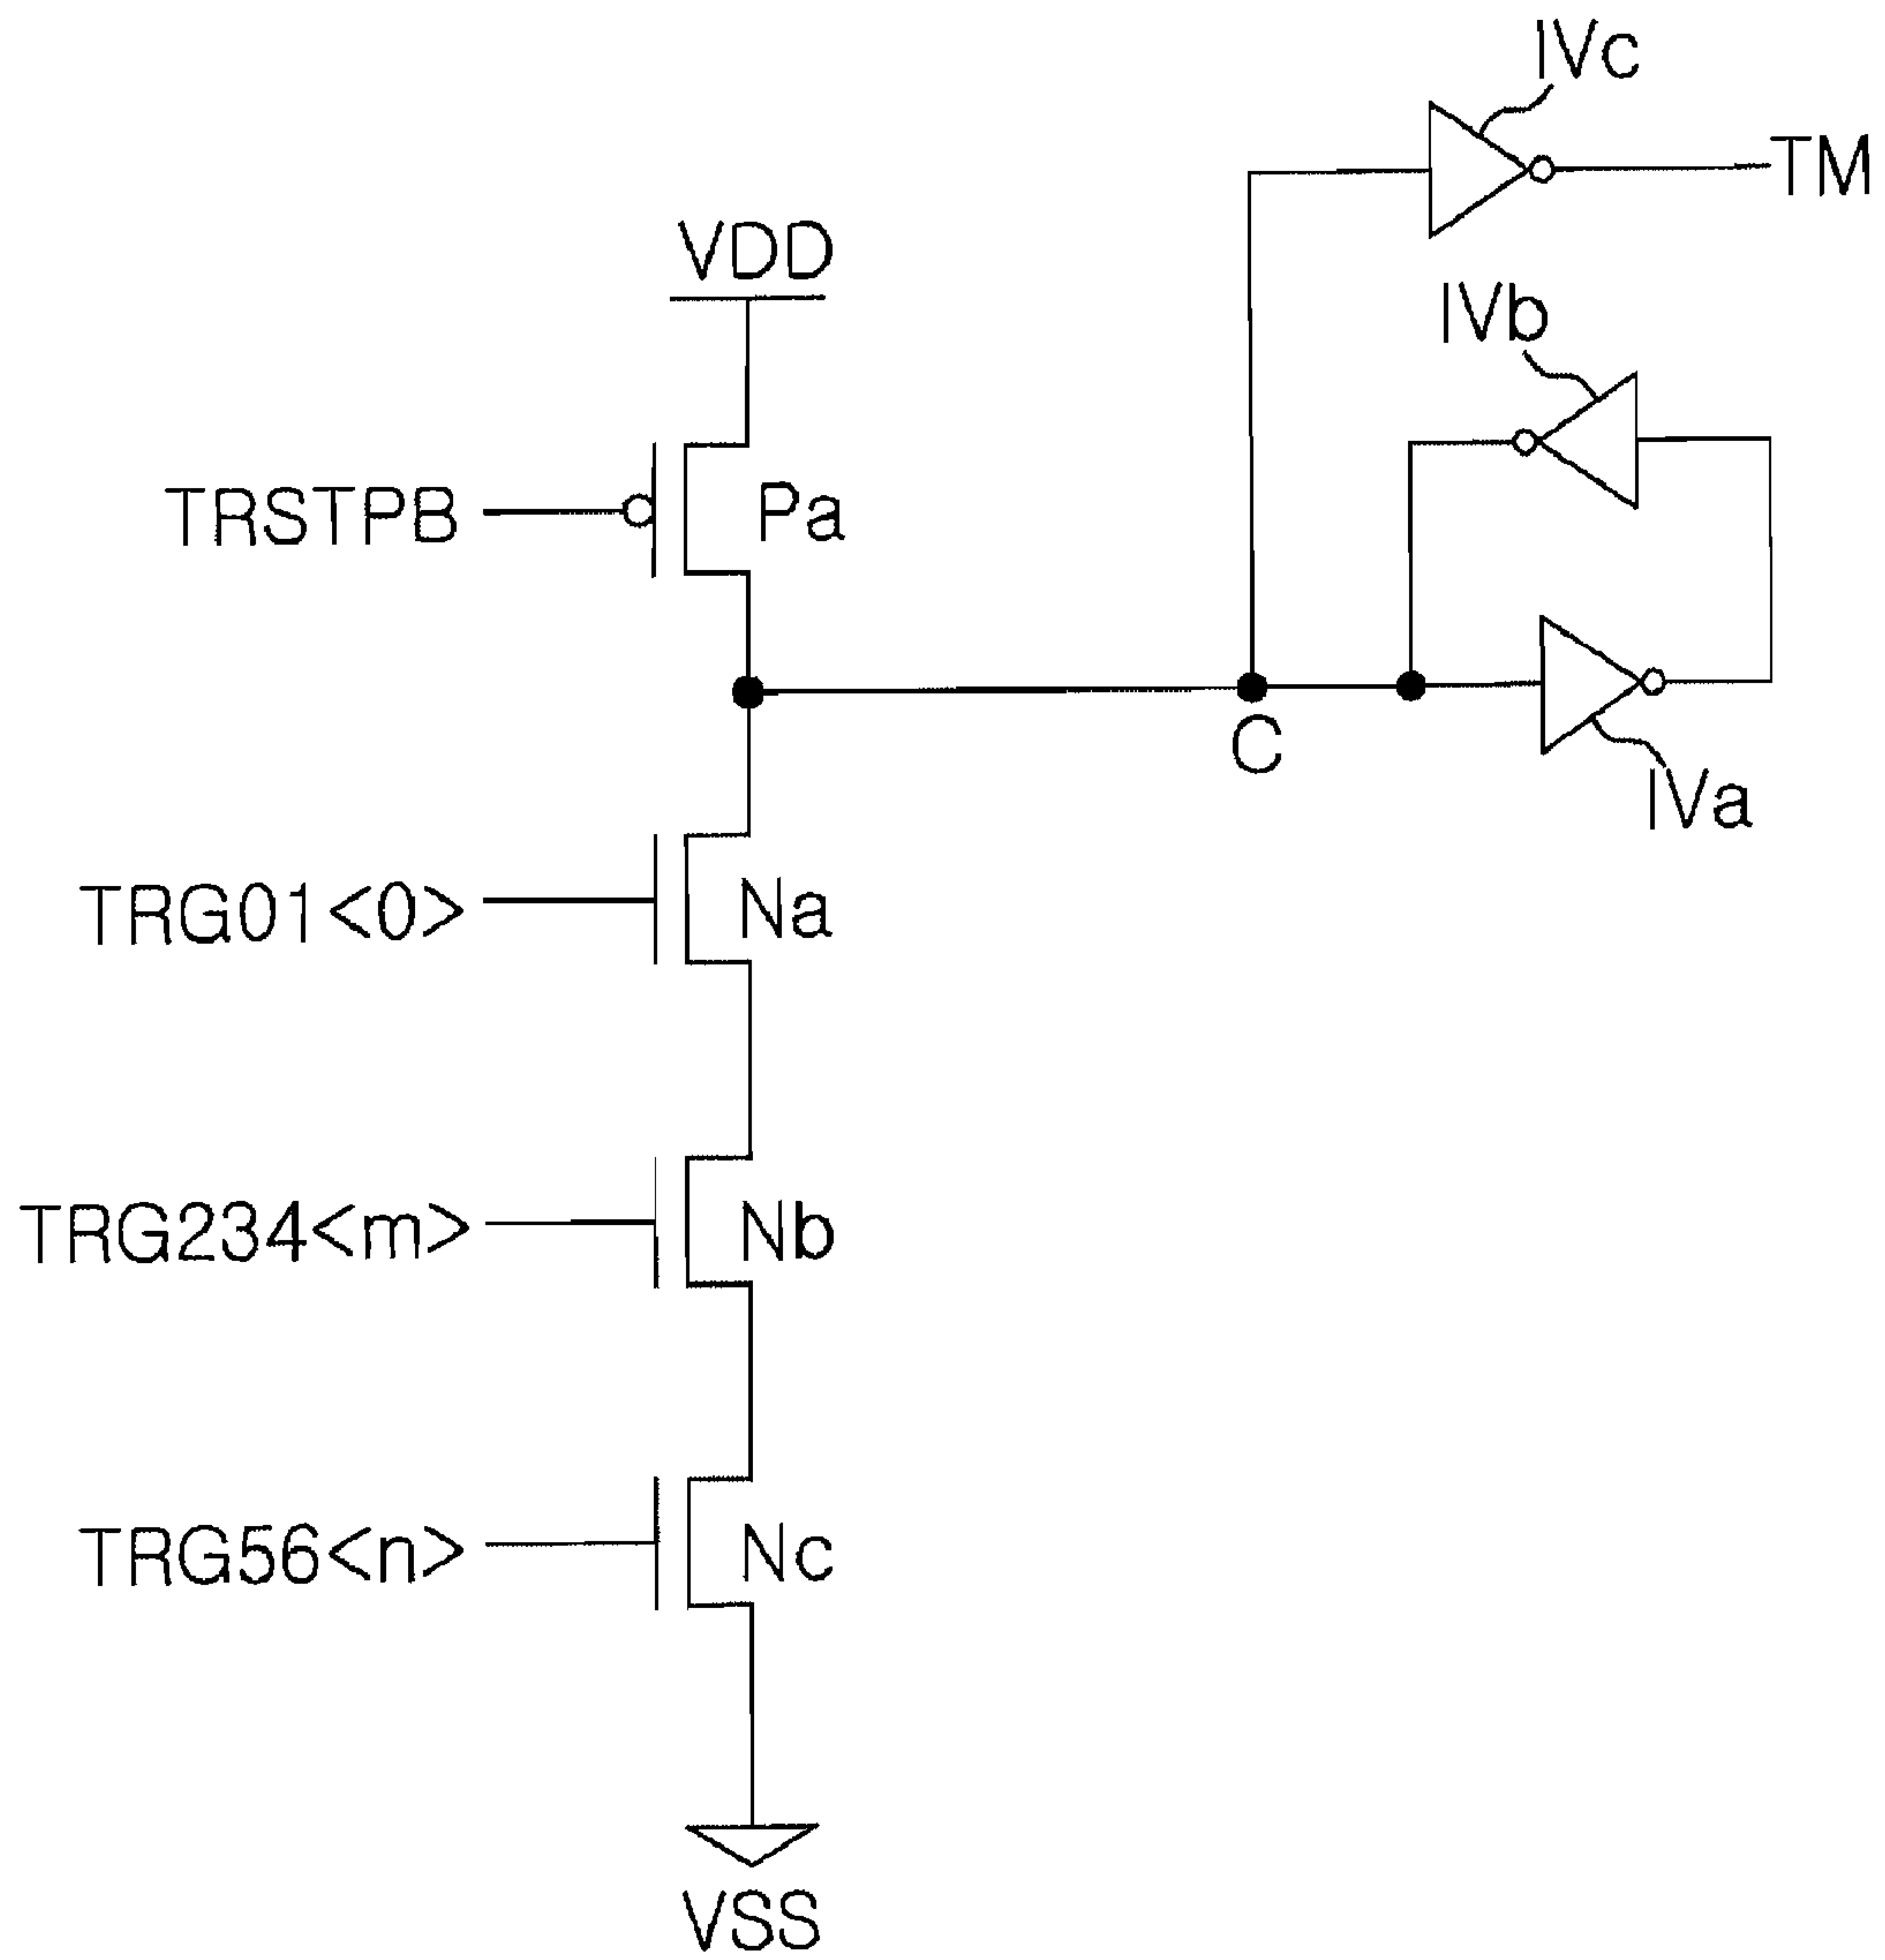 IVc
TM
VDD
IVb
TRSTPB
Pa
C
IVa
TRG01<0>
Na
TRG234<m>
Nb
TRG56<n>
Nc
VSS